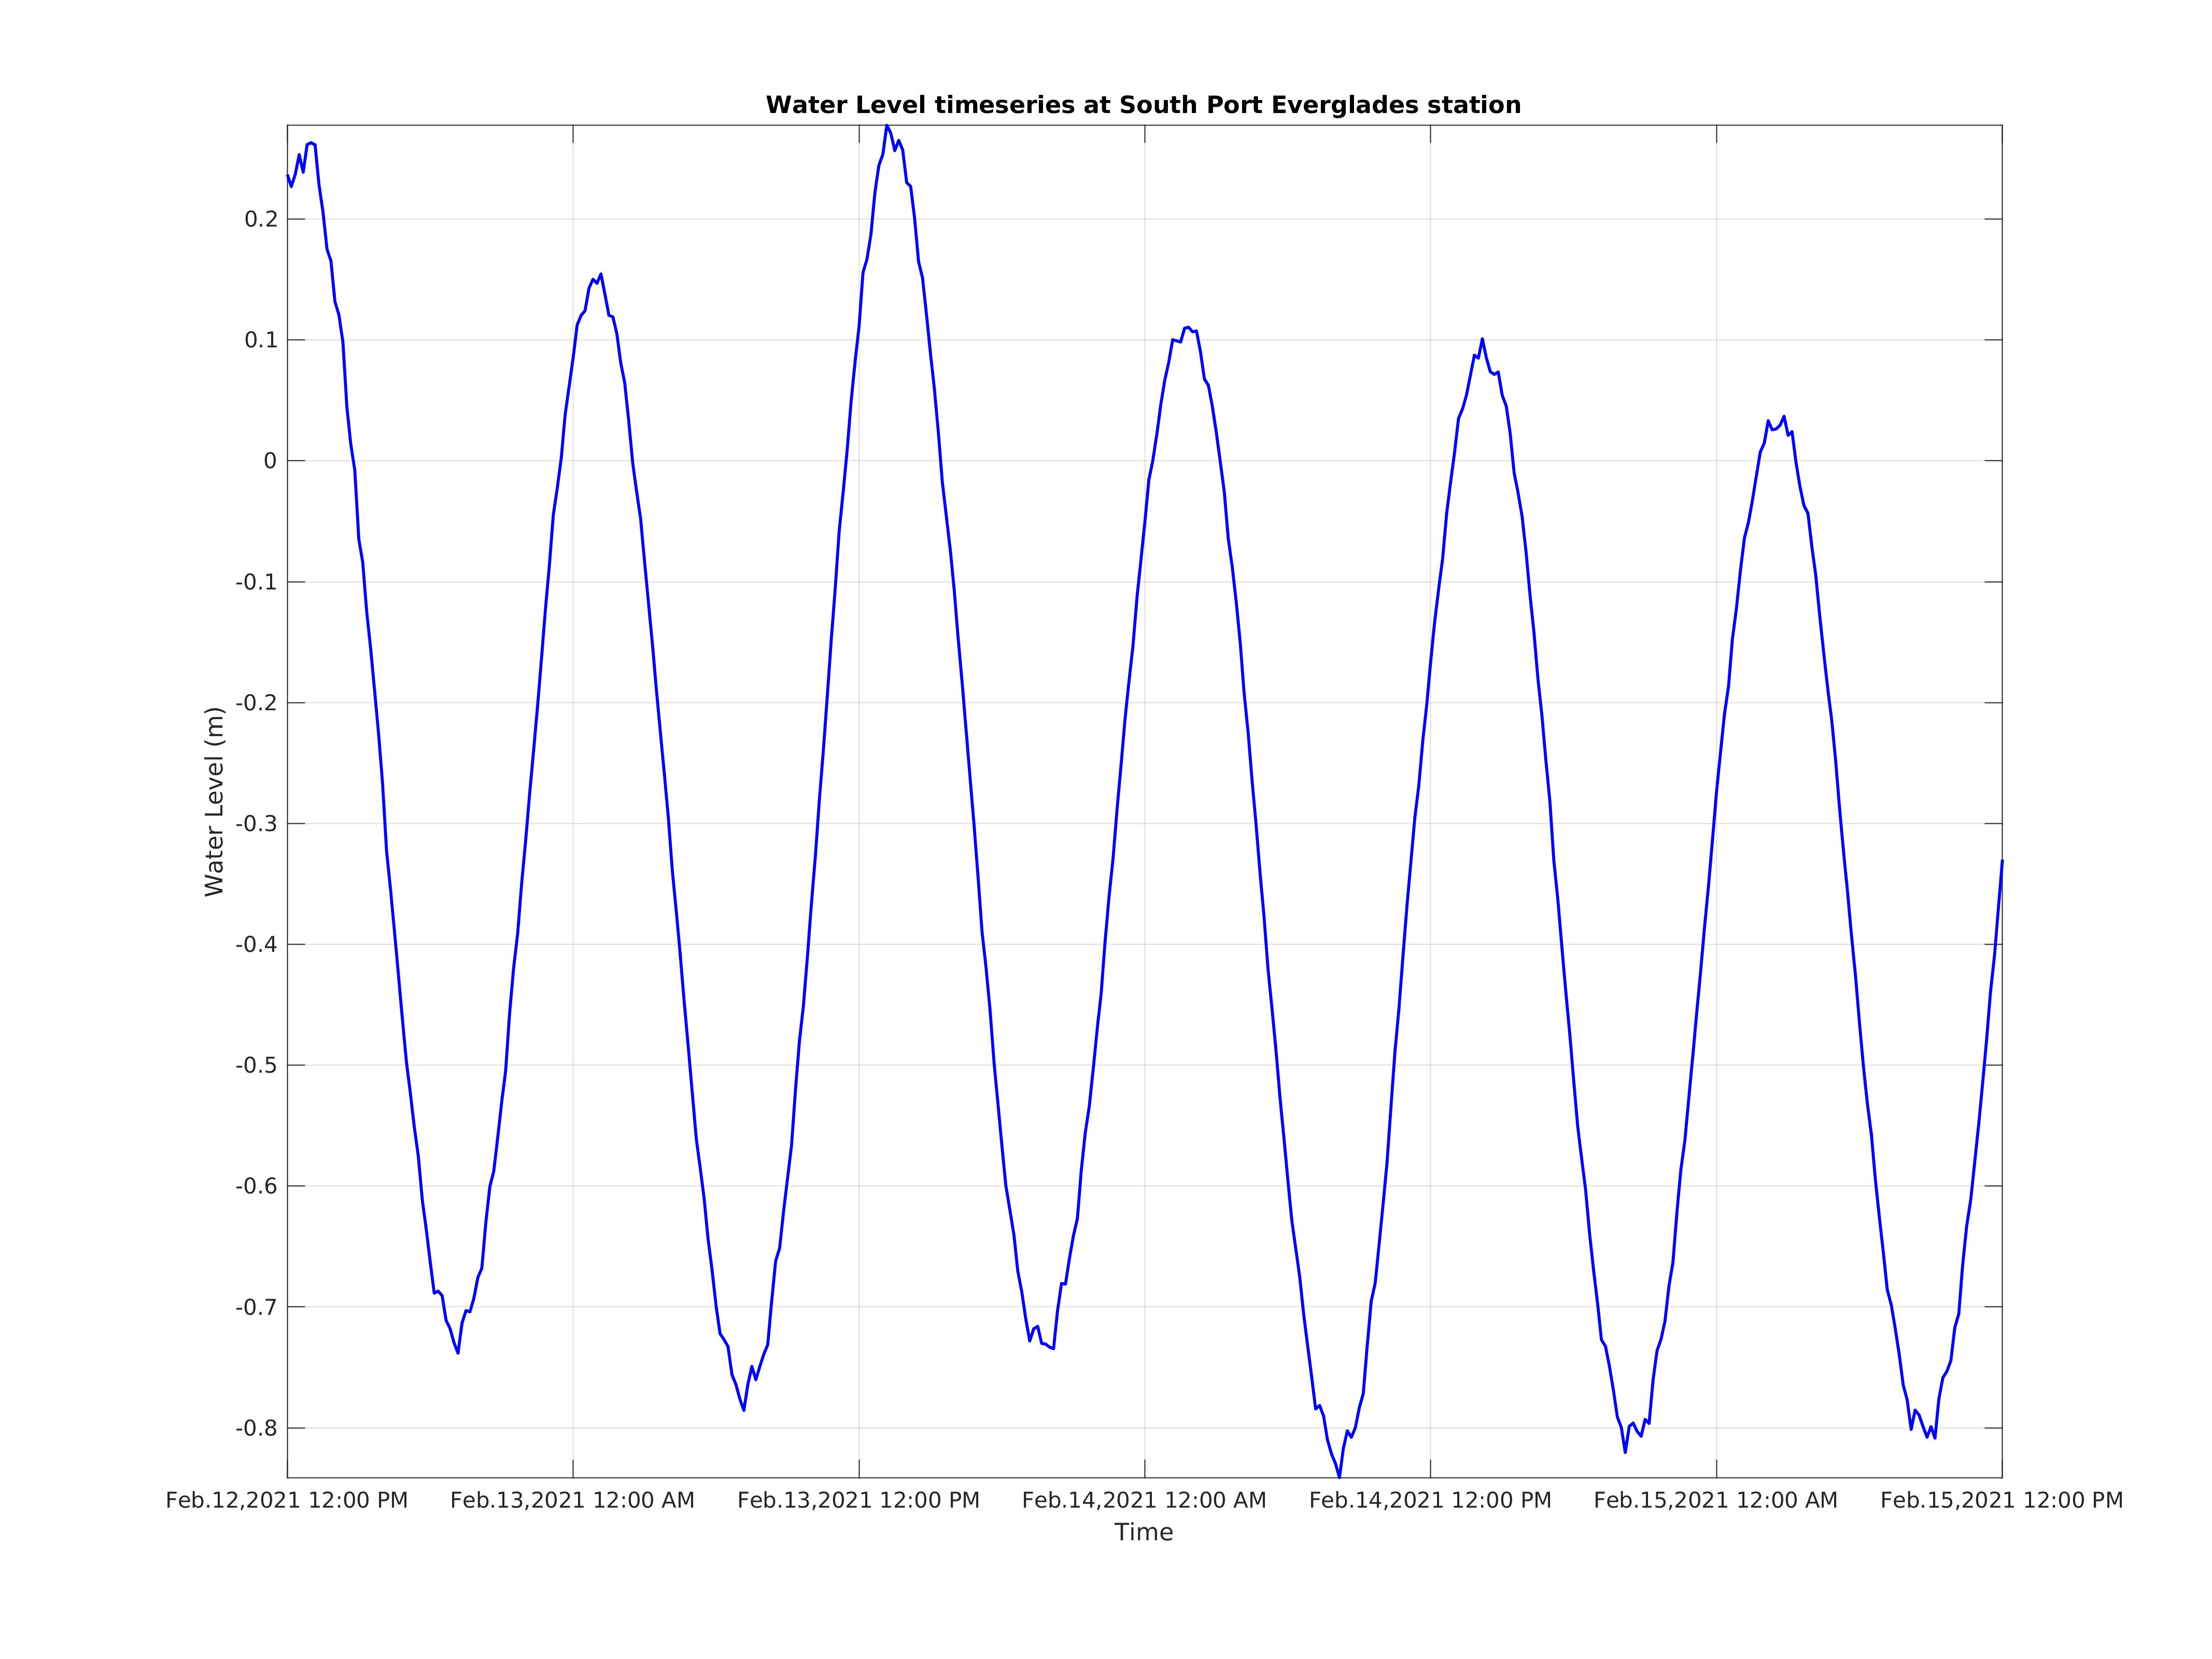 Water Level timeseries at South Port Everglades station
0.2
0.1
0
-0.1
-0.2
-0.3
-0.4
-0.5
-0.6
-0.7
-0.8
Water Level (m)
Feb.12,2021 12:00 PM
Feb.13,2021 12:00 AM
Feb.13,2021 12:00 PM
Feb.14,2021 12:00 AM
Feb.14,2021 12:00 PM
Feb.15,2021 12:00 AM
Feb.15,2021 12:00 PM
Time